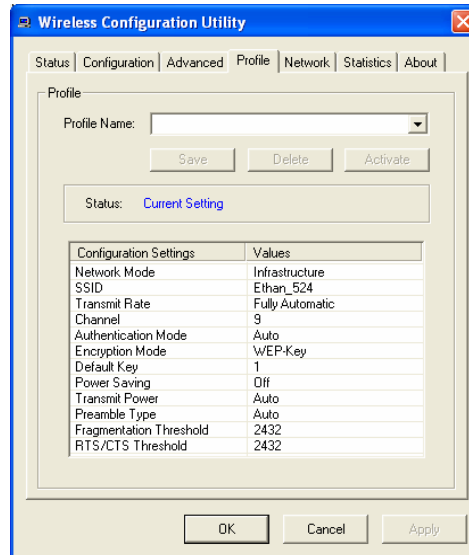 Wireless Configuration Utility
Status Configuration Advanced Profile Network Statistics About
Profile
Profile Name:
Save Delete Activate
Status: Current Setting
Configuration Settings Values
Network Mode Infrastructure
SSID Ethan_524
Transmit Rate Fully Automatic
Channel 9
Authentication Mode Auto
Encryption Mode WEP-Key
Default Key 1
Power Saving Off
Transmit Power Auto
Preamble Type Auto
Fragmentation Threshold 2432
RTS/CTS Threshold 2432
OK Cancel Apply